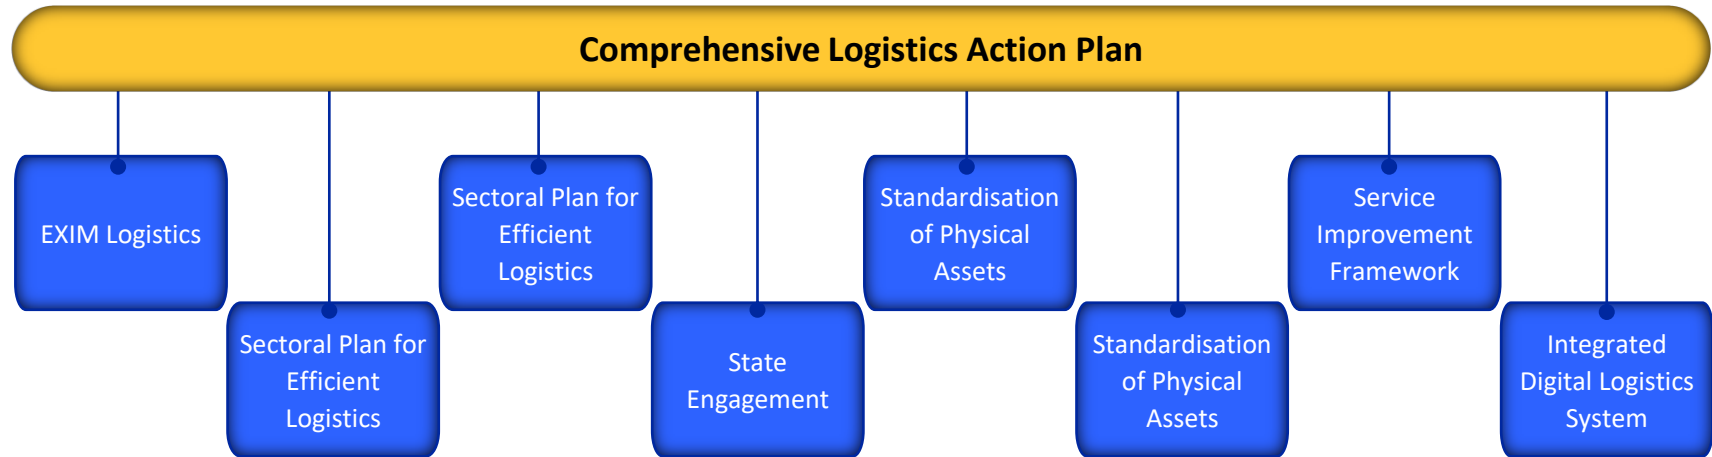 Comprehensive Logistics Action Plan
EXIM Logistics
Sectoral Plan for
Efficient
Logistics
Sectoral Plan for
Efficient
Logistics
State
Engagement
Standardisation
of Physical
Assets
Standardisation
of Physical
Assets
Service
Improvement
Framework
Integrated
Digital Logistics
System